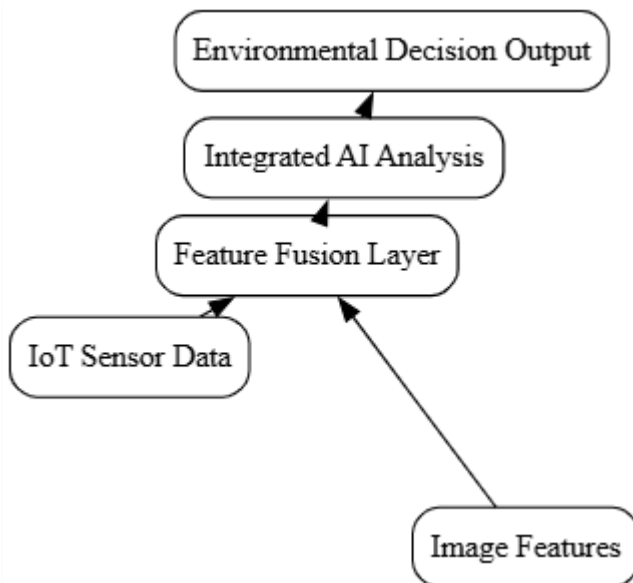 Environmental Decision Output
Integrated AI Analysis
Feature Fusion Layer
IoT Sensor Data
Image Features